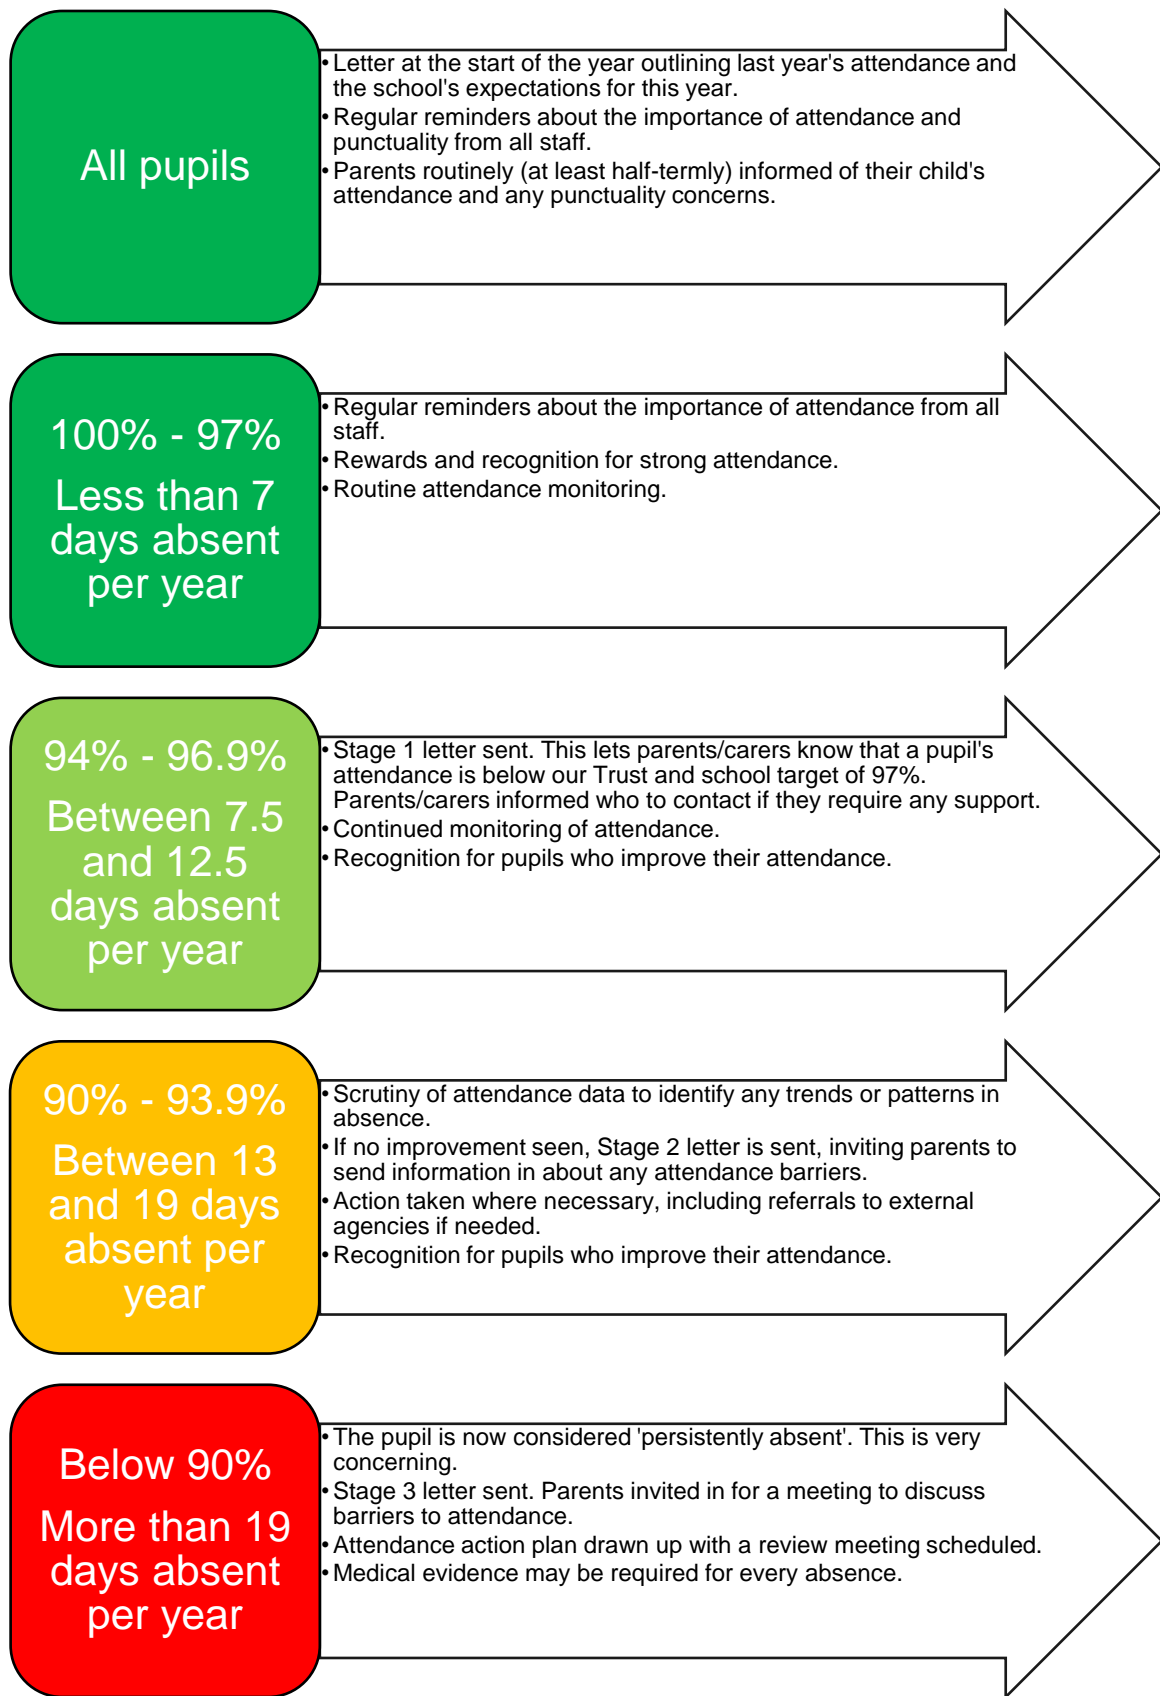 All pupils
• Letter at the start of the year outlining last year's attendance and
the school's expectations for this year.
• Regular reminders about the importance of attendance and
punctuality from all staff.
• Parents routinely (at least half-termly) informed of their child's
attendance and any punctuality concerns.
100% - 97%
Less than 7
days absent
per year
• Regular reminders about the importance of attendance from all
staff.
• Rewards and recognition for strong attendance.
• Routine attendance monitoring.
94% - 96.9%
Between 7.5
and 12.5
days absent
per year
• Stage 1 letter sent. This lets parents/carers know that a pupil's
attendance is below our Trust and school target of 97%.
Parents/carers informed who to contact if they require any support.
• Continued monitoring of attendance.
• Recognition for pupils who improve their attendance.
90% - 93.9%
Between 13
and 19 days
absent per
year
• Scrutiny of attendance data to identify any trends or patterns in
absence.
• If no improvement seen, Stage 2 letter is sent, inviting parents to
send information in about any attendance barriers.
• Action taken where necessary, including referrals to external
agencies if needed.
• Recognition for pupils who improve their attendance.
Below 90%
More than 19
days absent
per year
• The pupil is now considered 'persistently absent'. This is very
concerning.
• Stage 3 letter sent. Parents invited in for a meeting to discuss
barriers to attendance.
• Attendance action plan drawn up with a review meeting scheduled.
• Medical evidence may be required for every absence.